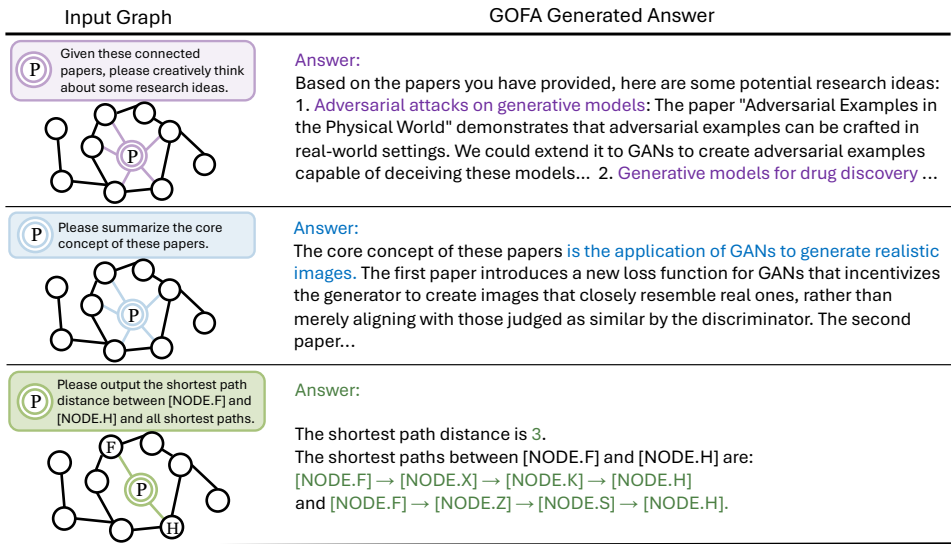 Input Graph
GOFA Generated Answer
P
Given these connected
papers, please creatively think
about some research ideas.
P
Answer:
Based on the papers you have provided, here are some potential research ideas:
1. Adversarial attacks on generative models: The paper "Adversarial Examples in
the Physical World" demonstrates that adversarial examples can be crafted in
real-world settings. We could extend it to GANs to create adversarial examples
capable of deceiving these models... 2. Generative models for drug discovery ...
P
Please summarize the core
concept of these papers.
P
Answer:
The core concept of these papers is the application of GANs to generate realistic
images. The first paper introduces a new loss function for GANs that incentivizes
the generator to create images that closely resemble real ones, rather than
merely aligning with those judged as similar by the discriminator. The second
paper...
P
Please output the shortest path
distance between [NODE.F] and
[NODE.H] and all shortest paths.
F
P
H
Answer:
The shortest path distance is 3.
The shortest paths between [NODE.F] and [NODE.H] are:
[NODE.F] → [NODE.X] → [NODE.K] → [NODE.H]
and [NODE.F] → [NODE.Z] → [NODE.S] → [NODE.H].